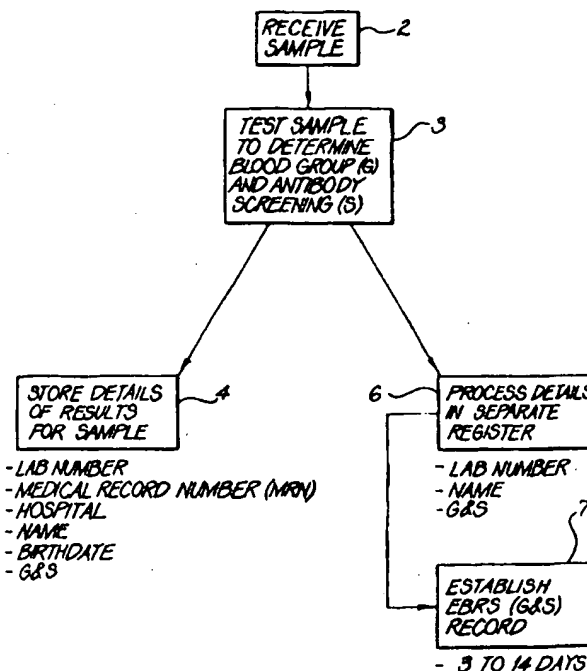 RECEIVE
SAMPLE
2
TEST SAMPLE
TO DETERMINE
BLOOD GROUP (G)
AND ANTIBODY
SCREENING (S)
3
STORE DETAILS
OF RESULTS
FOR SAMPLE
4
- LAB NUMBER
- MEDICAL RECORD NUMBER (MRN)
- HOSPITAL
- NAME
- BIRTHDATE
- G&S
6
PROCESS DETAILS
IN SEPARATE
REGISTER
- LAB NUMBER
- NAME
- G&S
7
ESTABLISH
EBRS (G&S)
RECORD
- 3 TO 14 DAYS